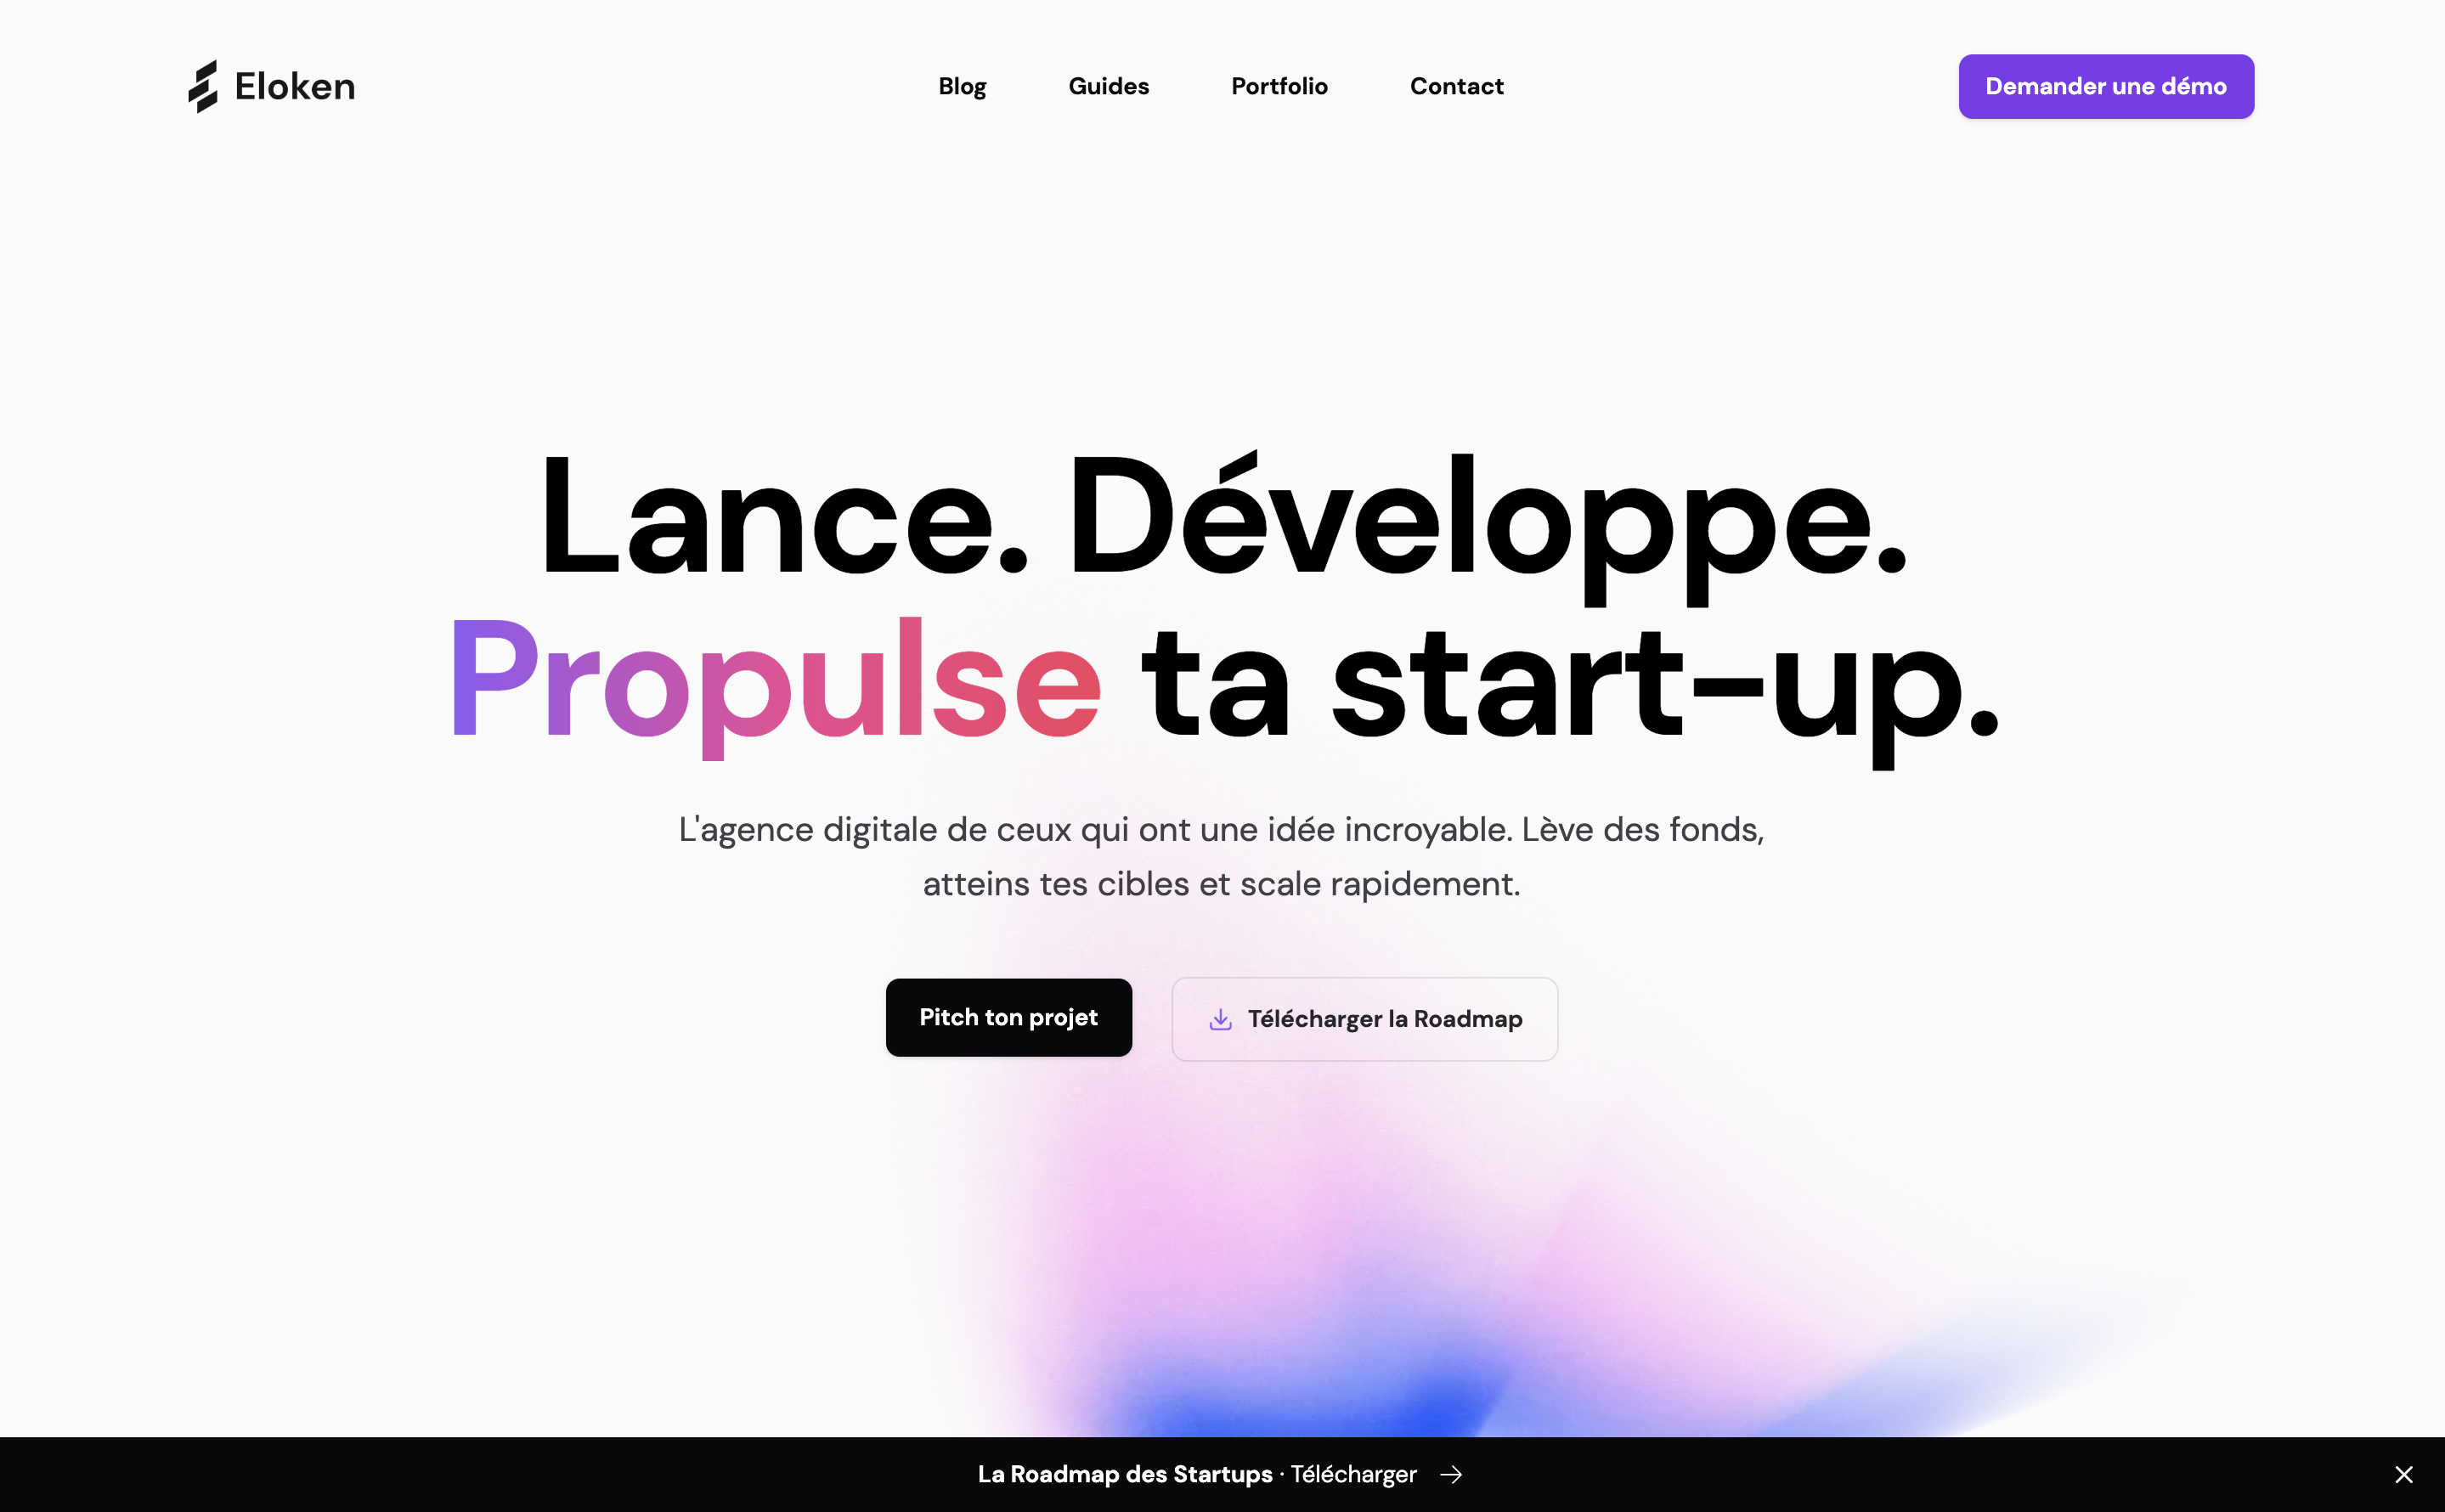 Eloken
Blog
Guides
Portfolio
Contact
Demander une démo
Lance. Développe.
Propulse ta start-up.
L'agence digitale de ceux qui ont une idée incroyable. Lève des fonds,
atteins tes cibles et scale rapidement.
Pitch ton projet
Télécharger la Roadmap
La Roadmap des Startups · Télécharger →